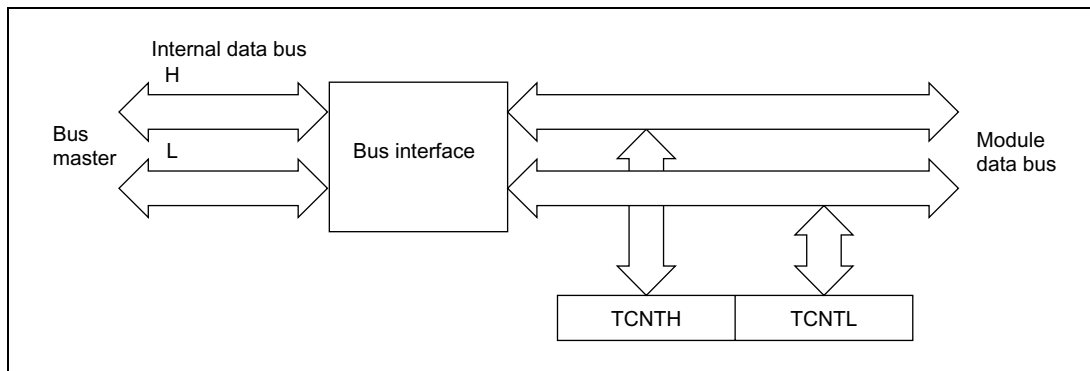 Internal data bus
H
Bus
master
L
Bus interface
Module
data bus
TCNTH
TCNTL